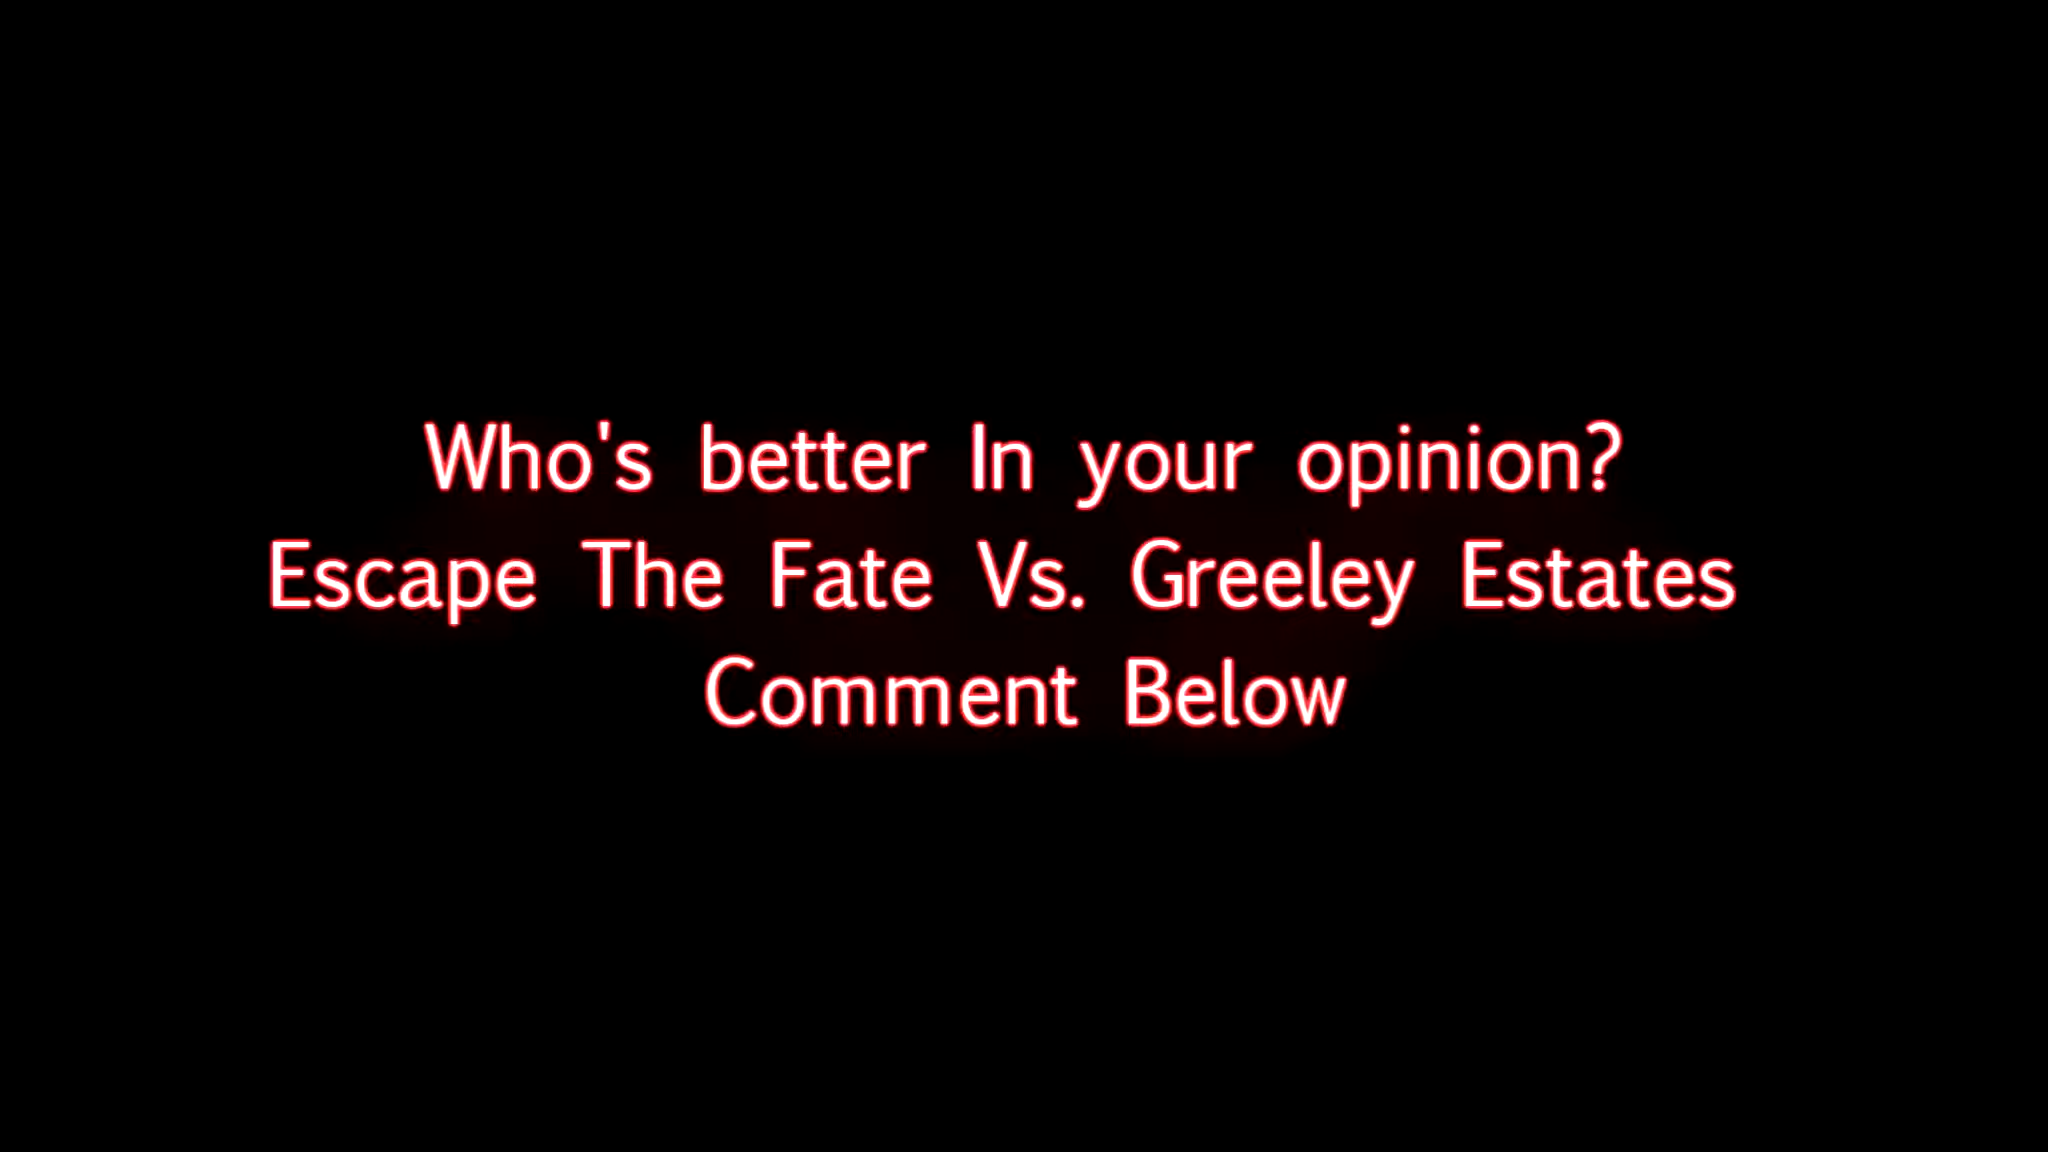 Who's better In your opinion?
Escape The Fate Vs. Greeley Estates
Comment Below